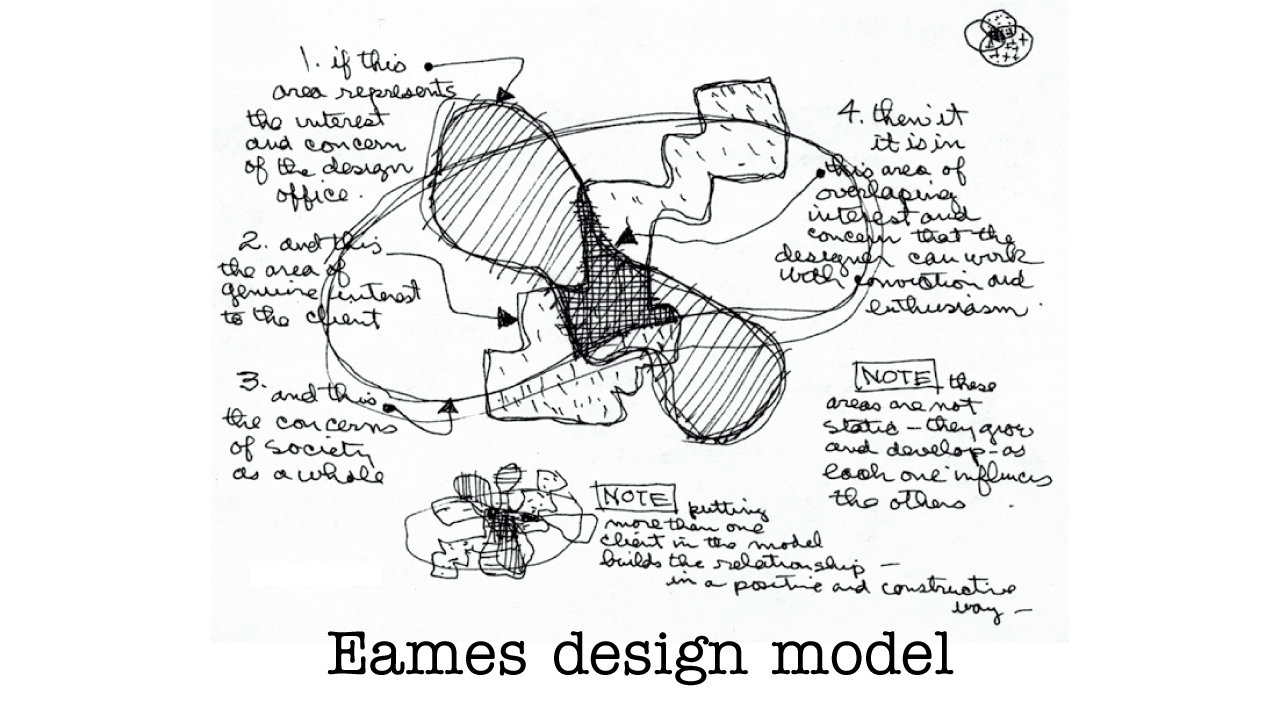 1. if this
area represents
the interest
and concern
of the design
office.
2. and this
the area of
genuine interest
to the client
3. and this
the concerns
of society
as a whole
4. then it
it is in
this area of
overlaping
interest and
concern that the
designer can work
with conviction and
enthusiasm.
NOTE these
areas are not
static – they grow
and develop – as
each one influences
the others.
NOTE putting
more than one
client in the model
builds the relationship –
in a positive and constructive
way –
Eames design model